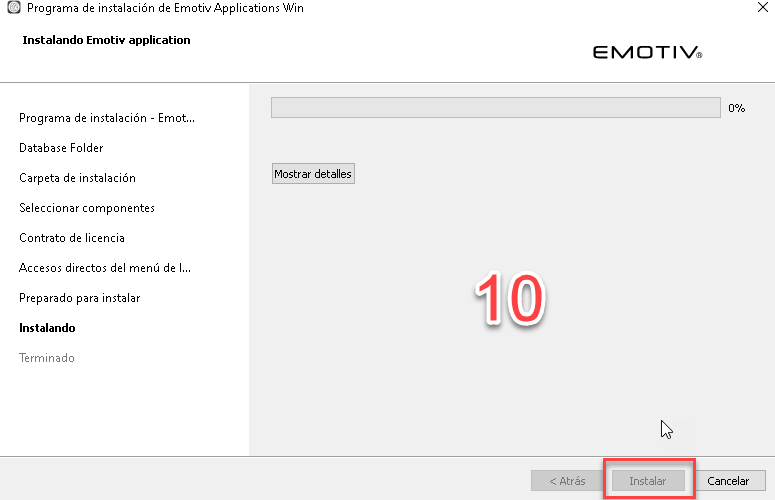 Programa de instalación de Emotiv Applications Win
Instalando Emotiv application
EMOTIV®
Programa de instalación - Emot...
0%
Database Folder
Mostrar detalles
Carpeta de instalación
Seleccionar componentes
Contrato de licencia
Accesos directos del menú de I...
Preparado para instalar
10
Instalando
Terminado
< Atrás
Instalar
Cancelar